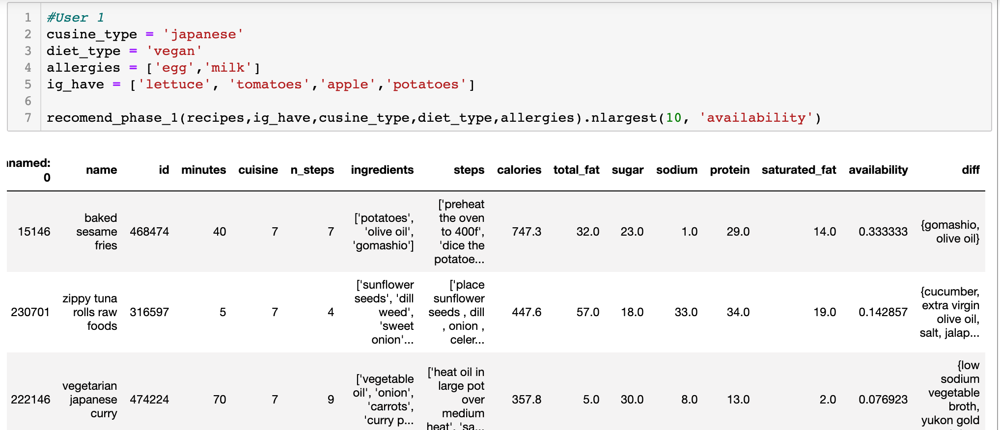 1 #User 1
2 cusine_type = 'japanese'
3 diet_type = 'vegan'
4 allergies = ['egg','milk']
5 ig_have = ['lettuce', 'tomatoes','apple','potatoes']
6
7 recomend_phase_1(recipes,ig_have,cusine_type,diet_type,allergies).nlargest(10, 'availability')
named:
0 name id minutes cuisine n_steps ingredients steps calories total_fat sugar sodium protein saturated_fat availability diff
15146 baked sesame fries 468474 40 7 7 ['potatoes', 'olive oil', 'gomashio'] ['preheat the oven to 400f', 'dice the potatoe... 747.3 32.0 23.0 1.0 29.0 14.0 0.333333 {gomashio, olive oil}
230701 zippy tuna rolls raw foods 316597 5 7 4 ['sunflower seeds', 'dill weed', 'sweet onion'... ['place sunflower seeds , dill , onion , celer... 447.6 57.0 18.0 33.0 34.0 19.0 0.142857 {cucumber, extra virgin olive oil, salt, jalap...
222146 vegetarian japanese curry 474224 70 7 9 ['vegetable oil', 'onion', 'carrots', 'curry p... ['heat oil in large pot over medium heat', 'sa... 357.8 5.0 30.0 8.0 13.0 2.0 0.076923 {low sodium vegetable broth, yukon gold